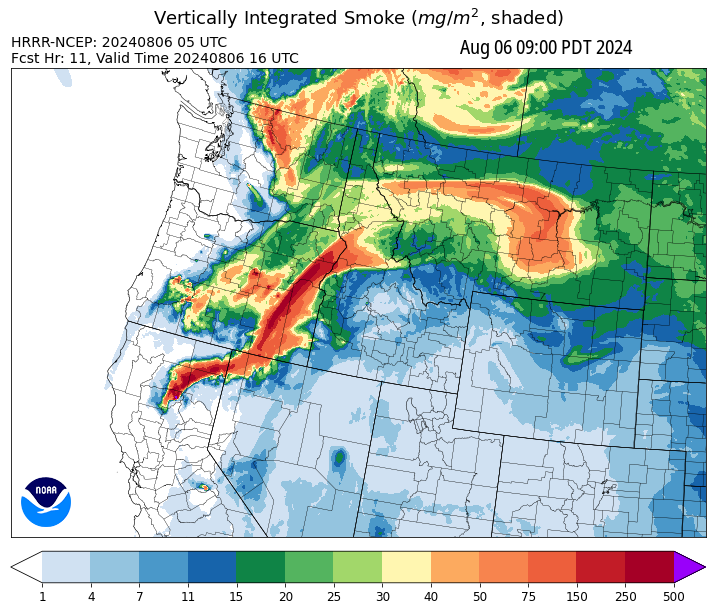 Vertically Integrated Smoke (mg/m², shaded)
HRRR-NCEP: 20240806 05 UTC
Fcst Hr: 11, Valid Time 20240806 16 UTC
Aug 06 09:00 PDT 2024
NOAA
1 4 7 11 15 20 25 30 40 50 75 150 250 500